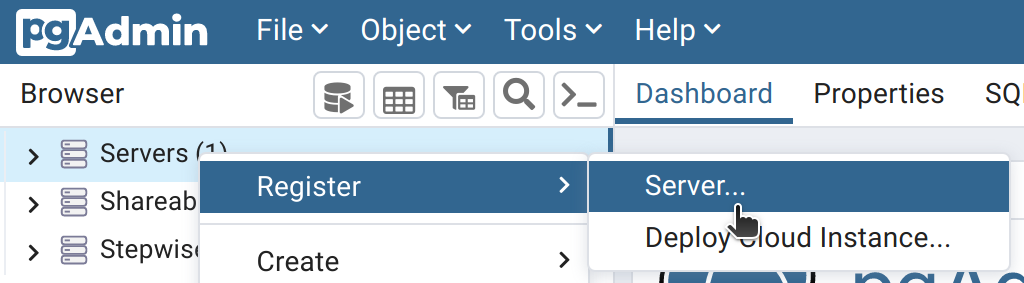 pgAdmin File Object Tools Help
Browser Dashboard Properties SQ
Servers (1)
Register Server...
Shareab
Deploy Cloud Instance...
Stepwis
Create
pgAd